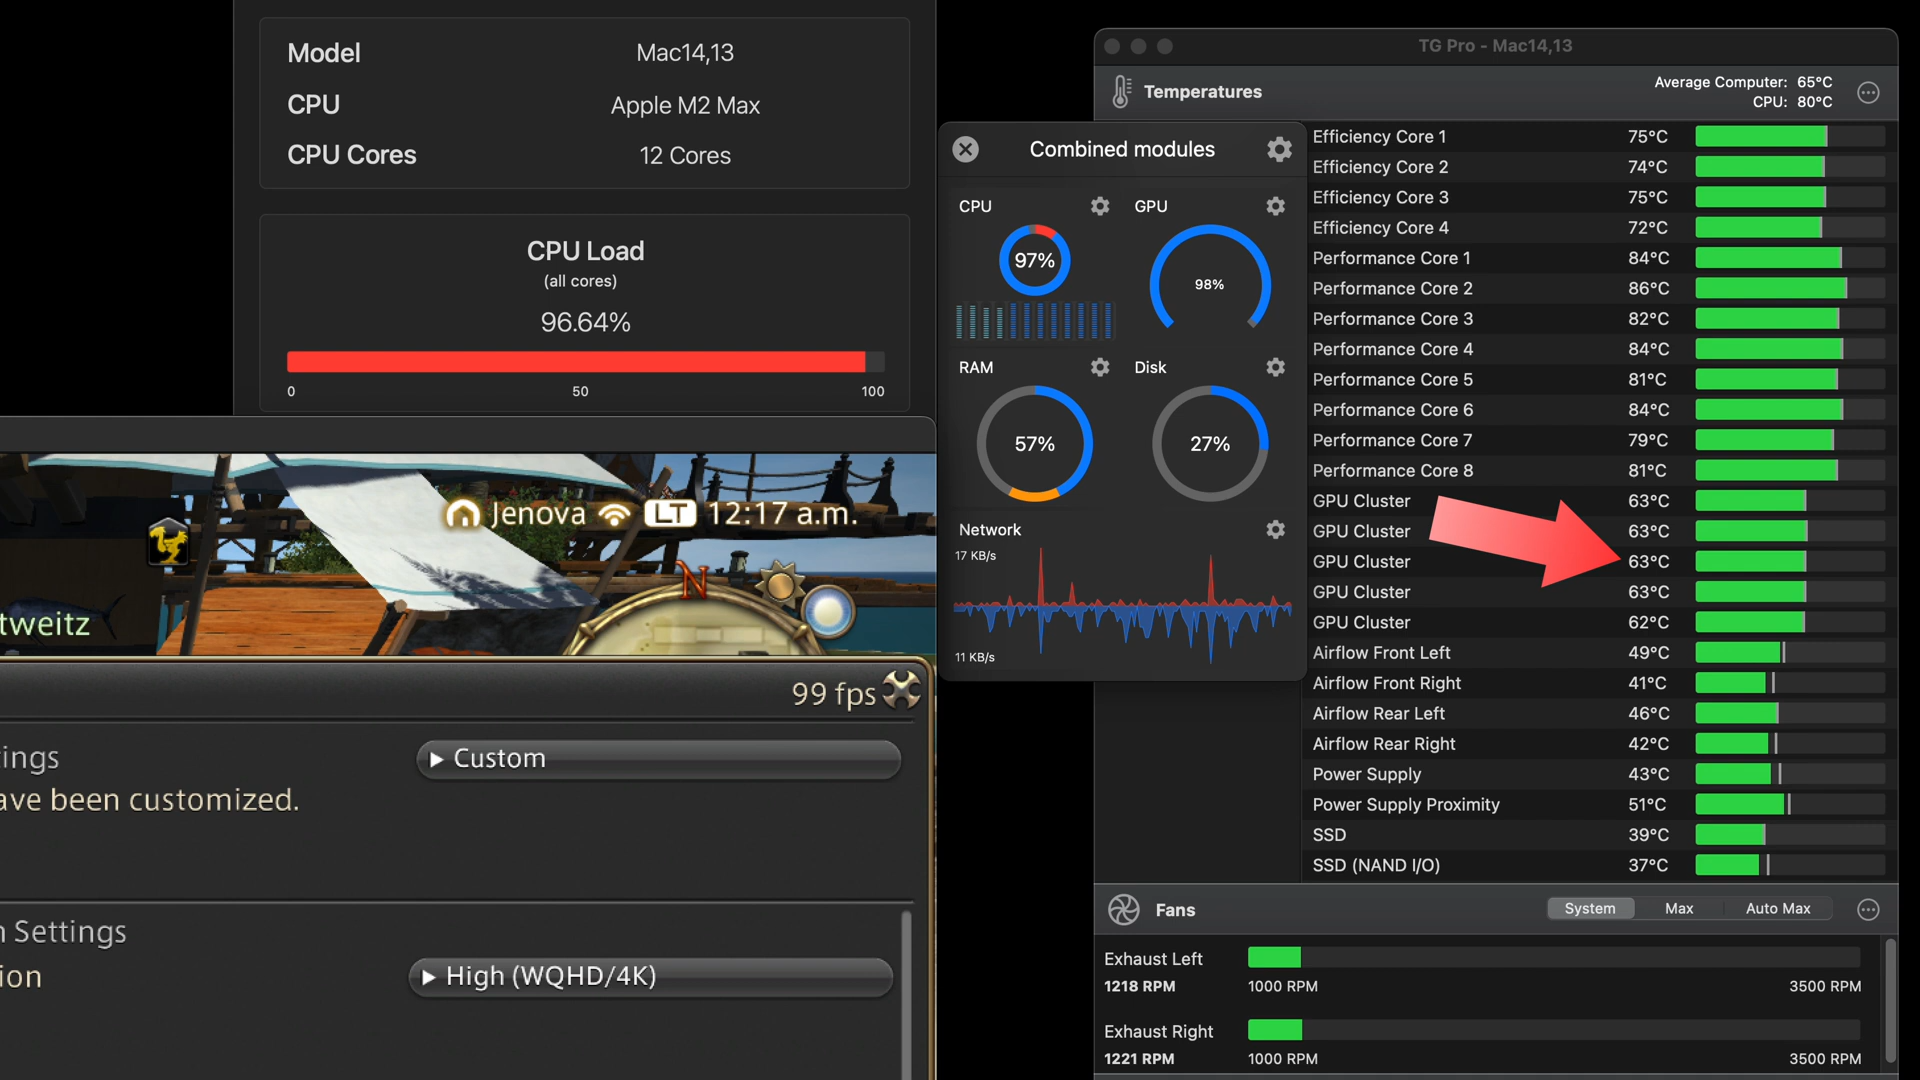 Model Mac14,13
CPU Apple M2 Max
CPU Cores 12 Cores
CPU Load
(all cores)
96.64%
0 50 100
Jenova LT 12:17 a.m.
N
tweitz
99 fps
ings
Custom
ave been customized.
n Settings
ion
High (WQHD/4K)
Combined modules
CPU
97%
GPU
98%
RAM
57%
Disk
27%
Network
17 KB/s
11 KB/s
TG Pro - Mac14,13
Temperatures
Average Computer: 65°C
CPU: 80°C
Efficiency Core 1 75°C
Efficiency Core 2 74°C
Efficiency Core 3 75°C
Efficiency Core 4 72°C
Performance Core 1 84°C
Performance Core 2 86°C
Performance Core 3 82°C
Performance Core 4 84°C
Performance Core 5 81°C
Performance Core 6 84°C
Performance Core 7 79°C
Performance Core 8 81°C
GPU Cluster 63°C
GPU Cluster 63°C
GPU Cluster 63°C
GPU Cluster 63°C
GPU Cluster 62°C
Airflow Front Left 49°C
Airflow Front Right 41°C
Airflow Rear Left 46°C
Airflow Rear Right 42°C
Power Supply 43°C
Power Supply Proximity 51°C
SSD 39°C
SSD (NAND I/O) 37°C
Fans
System Max Auto Max
Exhaust Left
1218 RPM 1000 RPM 3500 RPM
Exhaust Right
1221 RPM 1000 RPM 3500 RPM